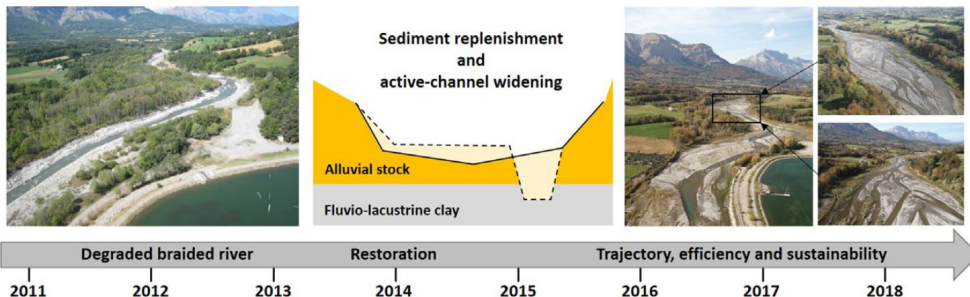 Sediment replenishment
and
active-channel widening
Alluvial stock
Fluvio-lacustrine clay
Degraded braided river
Restoration
Trajectory, efficiency and sustainability
2011
2012
2013
2014
2015
2016
2017
2018